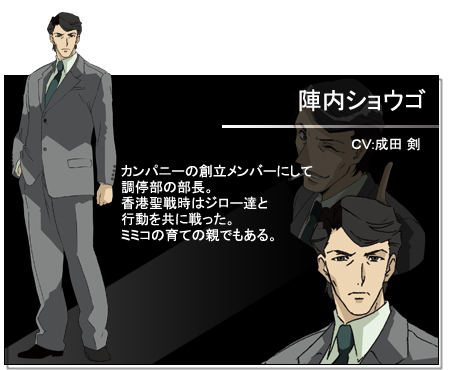 陣内ショウゴ
CV:成田 剣
カンパニーの創立メンバーにして
調停部の部長。
香港聖戦時はジロー達と
行動を共に戦った。
ミミコの育ての親でもある。